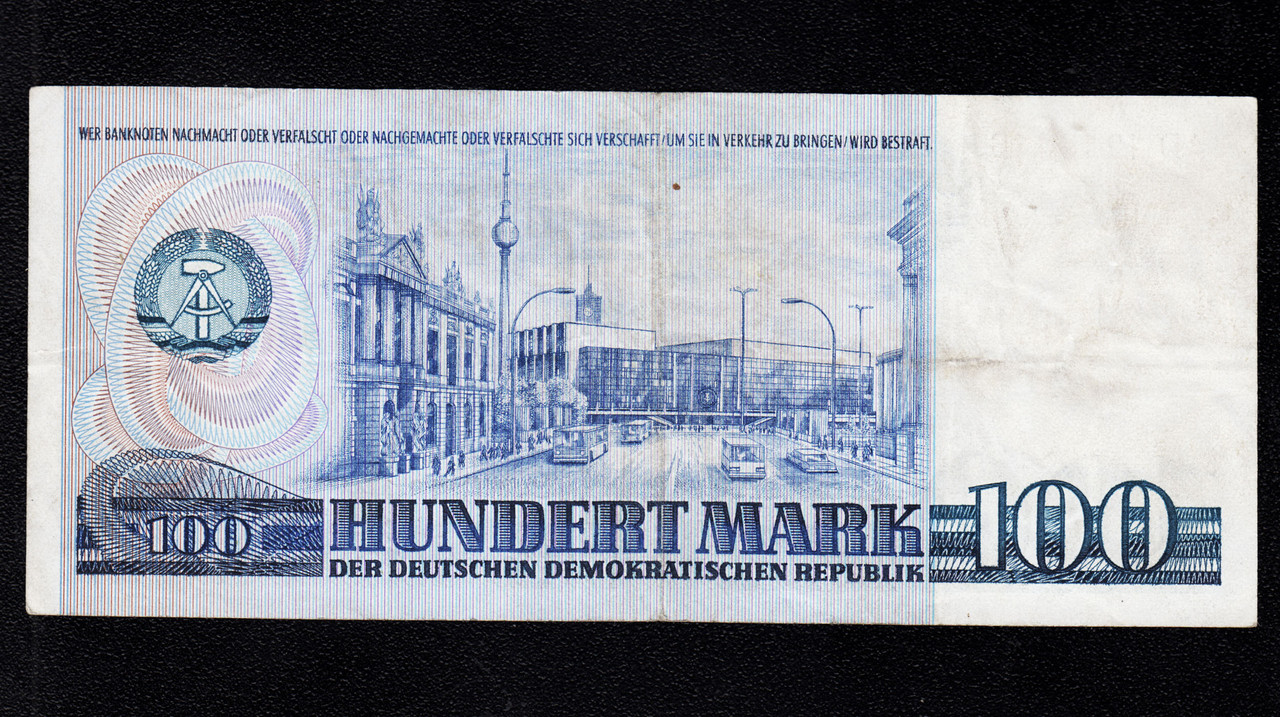 WER BANKNOTEN NACHMACHT ODER VERFALSCHT ODER NACHGEMACHTE ODER VERFALSCHTE SICH VERSCHAFFT/UM SIE IN VERKEHR ZU BRINGEN/WIRD BESTRAFT.
100
HUNDERT MARK
100
DER DEUTSCHEN DEMOKRATISCHEN REPUBLIK